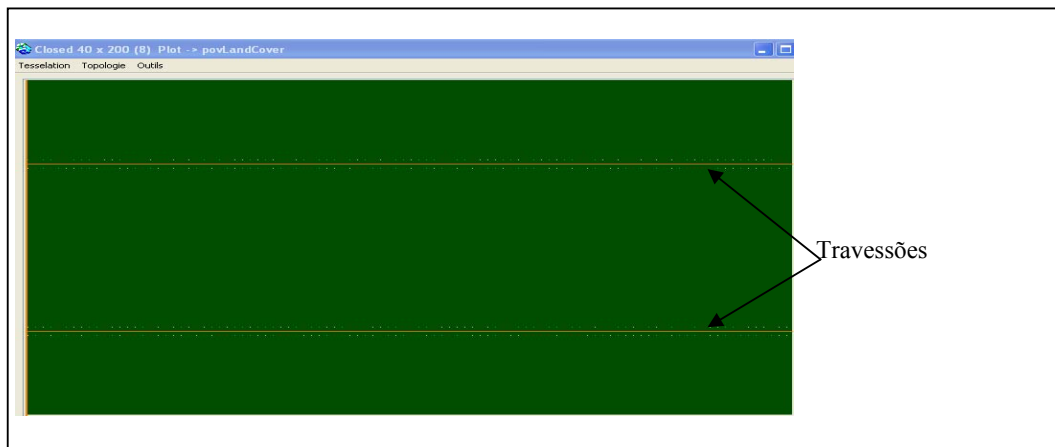 Closed 40 x 200 (8) Plot -> povLandCover
Tesselation Topologie Outils
Travessões